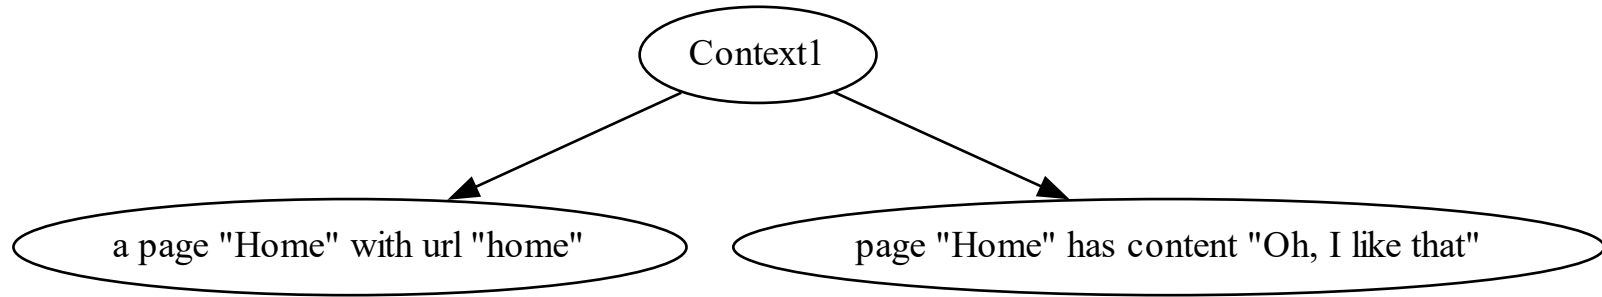 Context1
a page "Home" with url "home"
page "Home" has content "Oh, I like that"